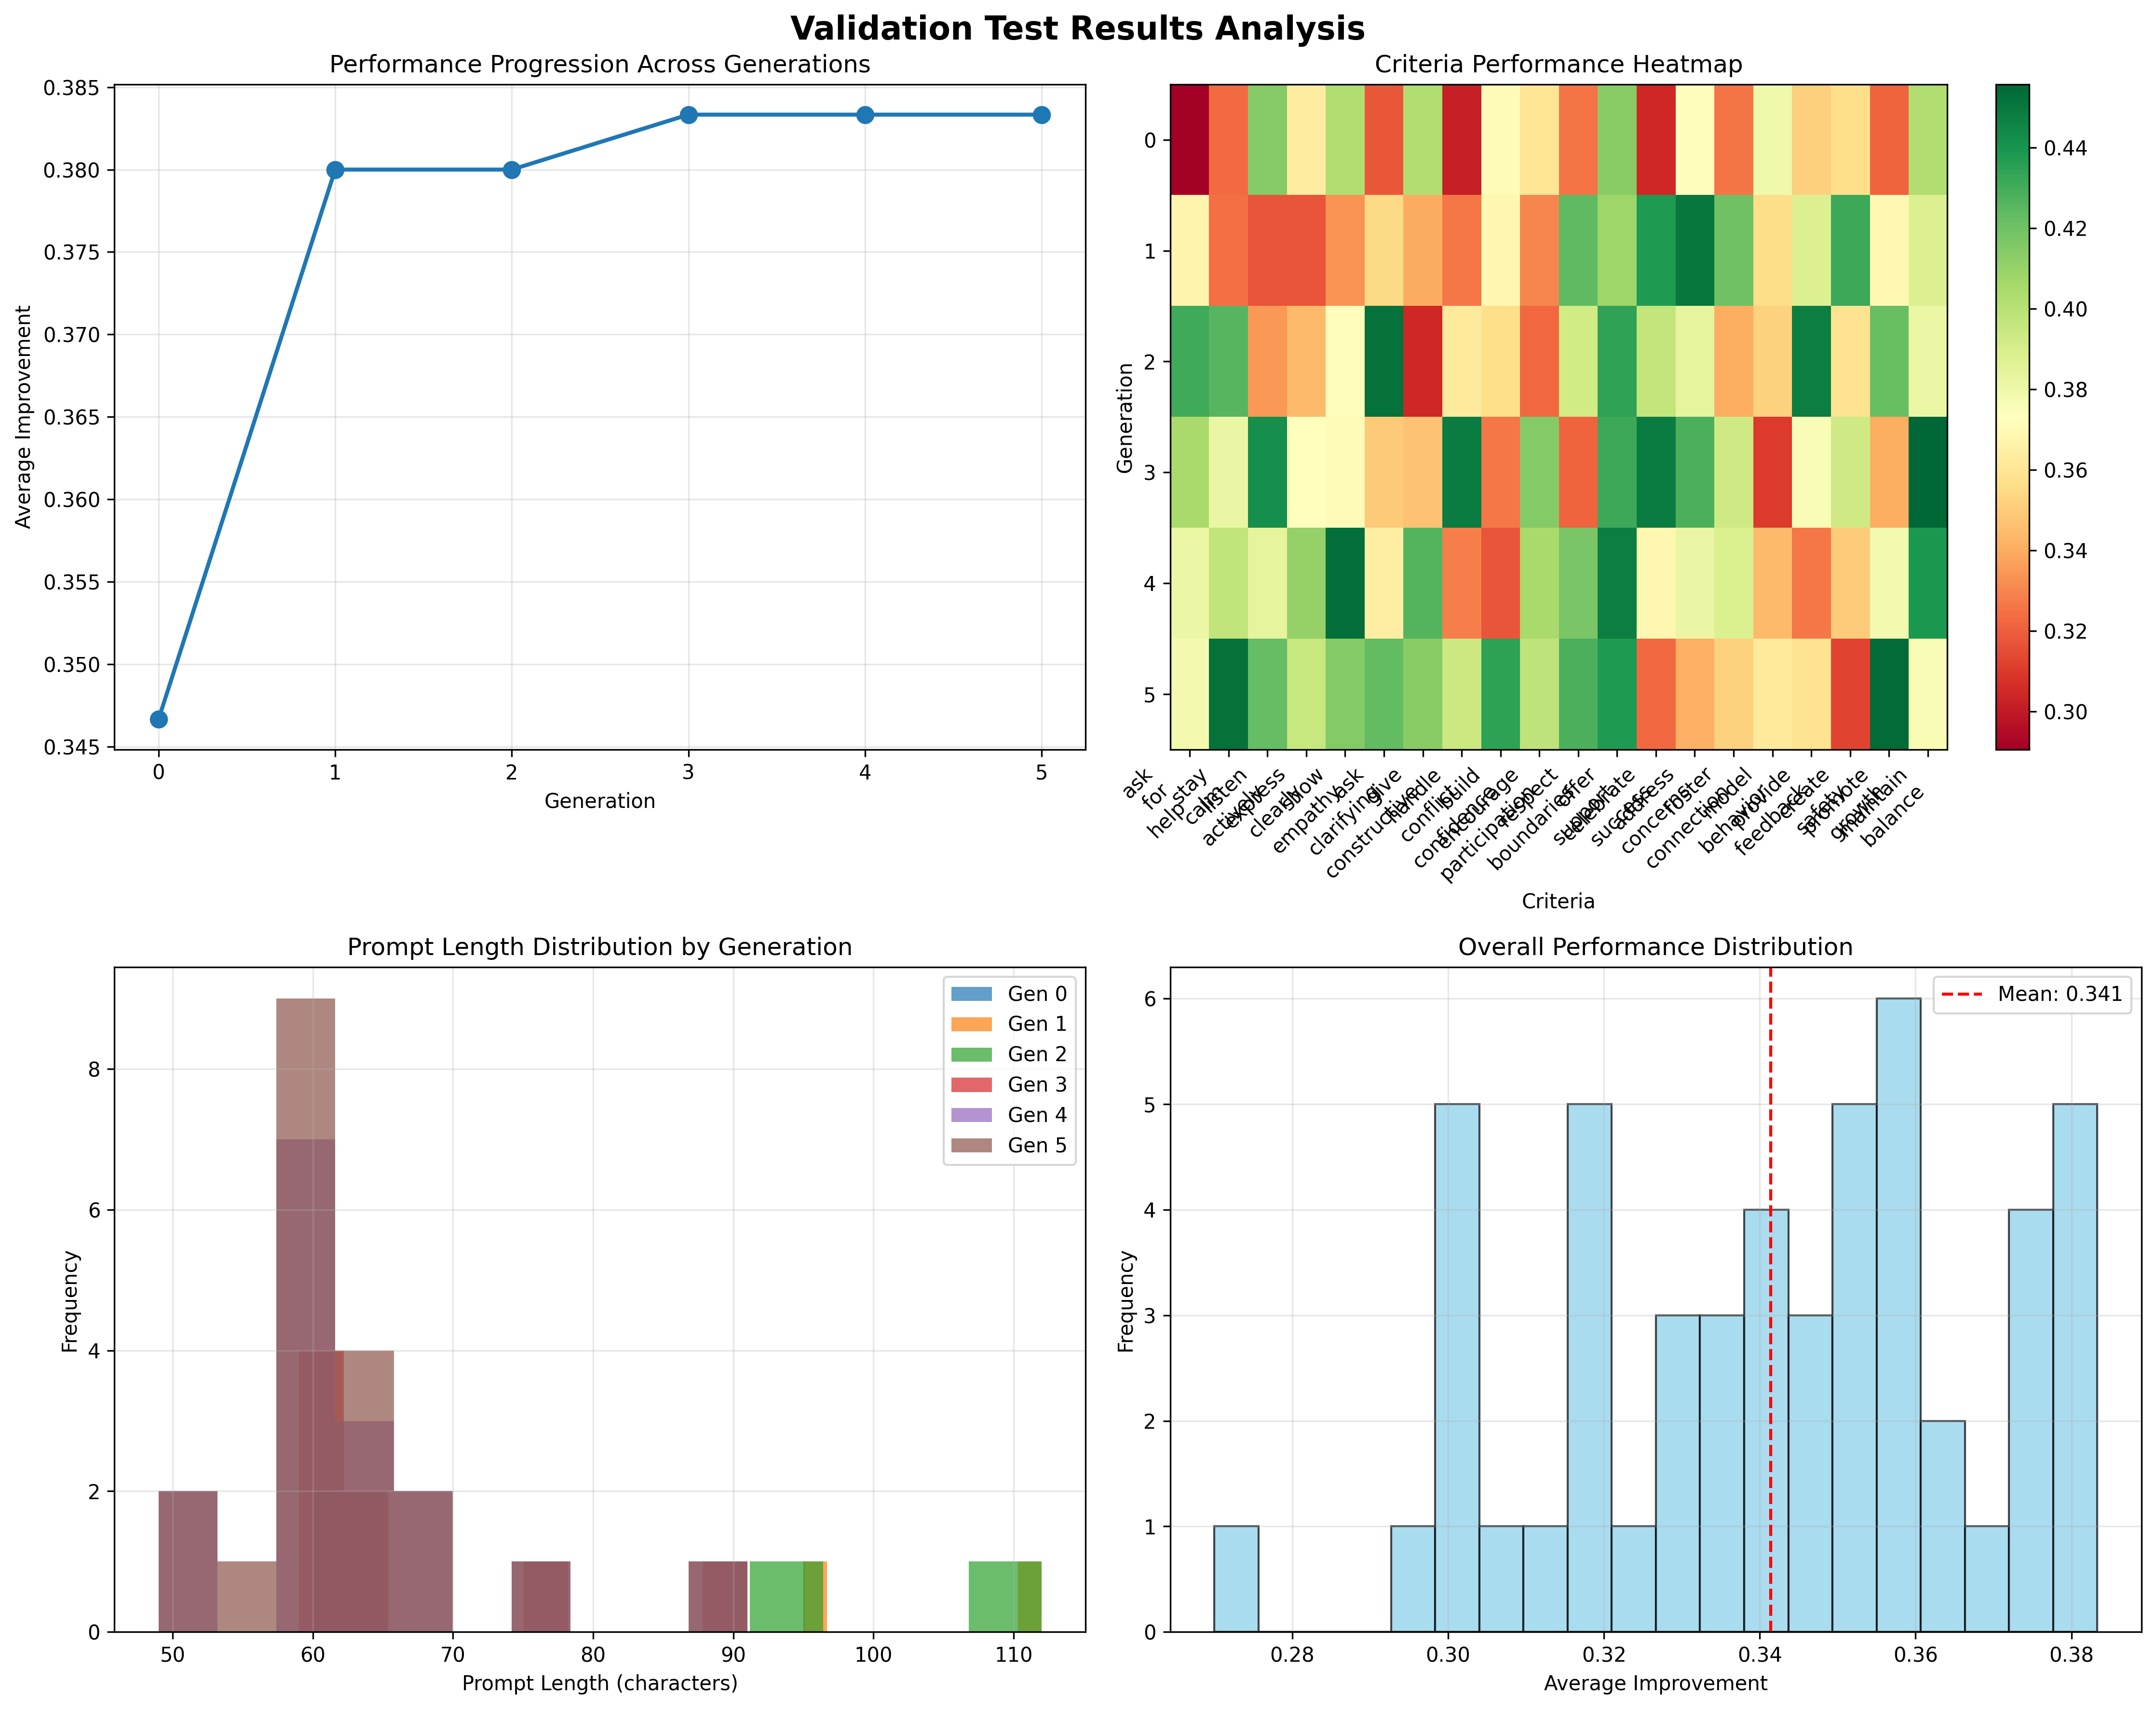 Validation Test Results Analysis
Performance Progression Across Generations
0.385
0.380
0.375
0.370
0.365
0.360
0.355
0.350
0.345
Average Improvement
0 1 2 3 4 5
Generation
Criteria Performance Heatmap
0
1
2
3
4
5
Generation
ask
for
help
stay
calm
listen
actively
express
clearly
show
empathy
ask
clarifying
give
constructive
handle
conflict
build
confidence
encourage
participation
respect
boundaries
offer
support
celebrate
success
address
concerns
foster
connection
model
behavior
provide
feedback
create
safety
promote
growth
maintain
balance
Criteria
0.44
0.42
0.40
0.38
0.36
0.34
0.32
0.30
Prompt Length Distribution by Generation
Gen 0
Gen 1
Gen 2
Gen 3
Gen 4
Gen 5
8
6
4
2
0
Frequency
50 60 70 80 90 100 110
Prompt Length (characters)
Overall Performance Distribution
Mean: 0.341
6
5
4
3
2
1
0
Frequency
0.28 0.30 0.32 0.34 0.36 0.38
Average Improvement